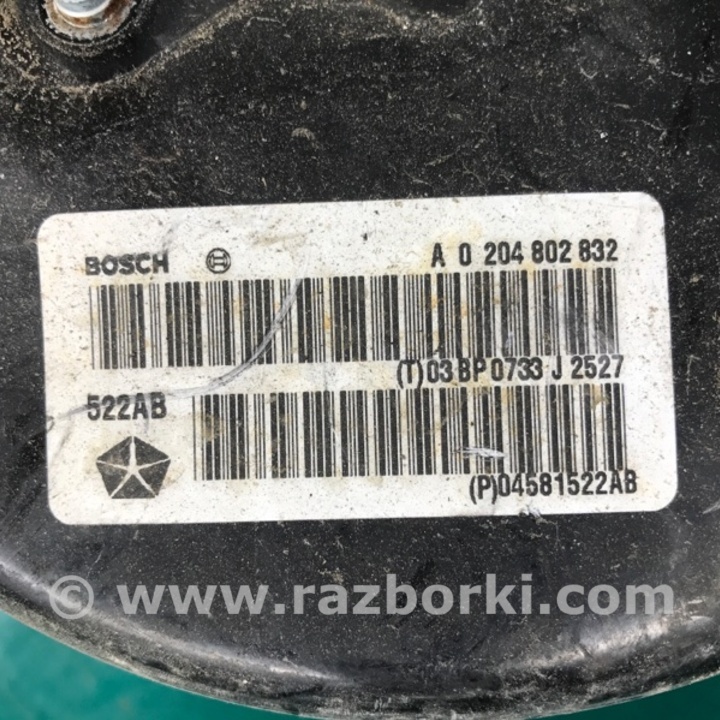 BOSCH A 0 204 802 832
(T)03 BP 0733 J 2527
522AB
(P)04581522AB
© www.razborki.com